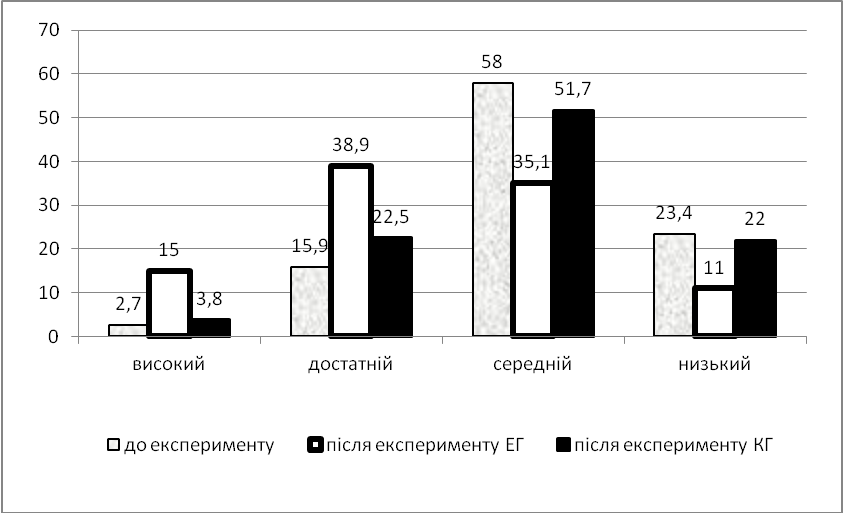 70
60
50
40
30
20
10
0
2,7
15
3,8
15,9
38,9
22,5
58
35,1
51,7
23,4
11
22
високий
достатній
середній
низький
до експерименту
після експерименту ЕГ
після експерименту КГ